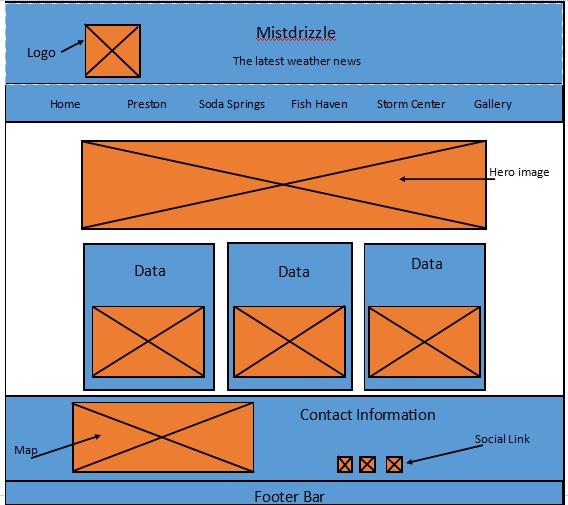 Mistdrizzle
Logo
The latest weather news
Home Preston Soda Springs Fish Haven Storm Center Gallery
Hero image
Data Data Data
Contact Information
Map
Social Link
Footer Bar